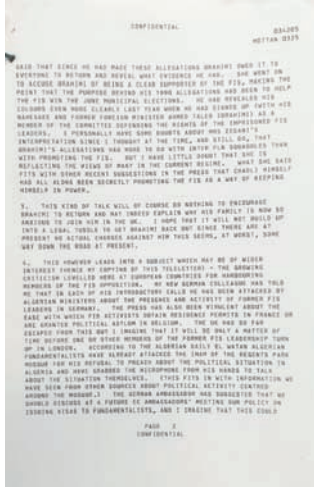 CONFIDENTIAL
034205
MDTIAN 0325
SAID THAT SINCE HE HAD MADE THESE ALLEGATIONS BRAHIMI OWED IT TO
EVERYONE TO RETURN AND REVEAL WHAT EVIDENCE HE HAD. SHE WENT ON
TO ACCUSE BRAHIMI OF BEING A CLEAR SUPPORTER OF THE FIS, MAKING THE
POINT THAT THE PURPOSE BEHIND HIS 1990 ALLEGATIONS HAD BEEN TO HELP
THE FIS WIN THE JUNE MUNICIPAL ELECTIONS. HE HAD REVEALED HIS
COLOURS EVEN MORE CLEARLY LAST YEAR WHEN HE HAD SIGNED UP (WITH HIS
NAMESAKE AND FORMER FOREIGN MINISTER AHMED TALEB IBRAHIMI) AS A
MEMBER OF THE COMMITTEE DEFENDING THE RIGHTS OF THE IMPRISONED FIS
LEADERS. I PERSONALLY HAVE SOME DOUBTS ABOUT MRS
INTERPRETATION SINCE I THOUGHT AT THE TIME, AND STILL DO, THAT
BRAHIMI'S ALLEGATIONS HAD MORE TO DO WITH INTER FLN SQUABBLES THAN
WITH PROMOTING THE FIS. BUT I HAVE LITTLE DOUBT THAT SHE IS
REFLECTING THE VIEWS OF MANY IN THE CURRENT REGIME. WHAT SHE SAID
FITS WITH OTHER RECENT SUGGESTIONS IN THE PRESS THAT CHADLI HIMSELF
HAD ALL ALONG BEEN SECRETLY PROMOTING THE FIS AS A WAY OF KEEPING
HIMSELF IN POWER.
3. THIS KIND OF TALK WILL OF COURSE DO NOTHING TO ENCOURAGE
BRAHIMI TO RETURN AND MAY INDEED EXPLAIN WHY HIS FAMILY IS NOW SO
ANXIOUS TO JOIN HIM IN THE UK. I HOPE THAT IT WILL NOT BUILD UP
INTO A LEGAL TUSSLE TO GET BRAHIMI BACK BUT SINCE THERE ARE AT
PRESENT NO ACTUAL CHARGES AGAINST HIM THIS SEEMS, AT WORST, SOME
WAY DOWN THE ROAD AT PRESENT.
4. THIS HOWEVER LEADS INTO A SUBJECT WHICH MAY BE OF WIDER
INTEREST (HENCE MY COPYING OF THIS TELELETTER) - THE GROWING
CRITICISM LEVELLED HERE AT EUROPEAN COUNTRIES FOR HARBOURING
MEMBERS OF THE FIS OPPOSITION. MY NEW GERMAN COLLEAGUE HAS TOLD
ME THAT IN EACH OF HIS INTRODUCTORY CALLS HE HAS BEEN ATTACKED BY
ALGERIAN MINISTERS ABOUT THE PRESENCE AND ACTIVITY OF FORMER FIS
LEADERS IN GERMANY. THE PRESS HAS ALSO BEEN VIRULENT ABOUT THE
EASE WITH WHICH FIS ACTIVISTS OBTAIN RESIDENCE PERMITS IN FRANCE OR
ARE GRANTED POLITICAL ASYLUM IN BELGIUM. THE UK HAS SO FAR
ESCAPED FROM THIS BUT I IMAGINE THAT IT WILL BE ONLY A MATTER OF
TIME BEFORE ONE OR OTHER MEMBERS OF THE FORMER FIS LEADERSHIP TURN
UP IN LONDON. ACCORDING TO THE ALGERIAN DAILY EL WATAN ALGERIAN
FUNDAMENTALISTS HAVE ALREADY ATTACKED THE IMAM OF THE REGENTS PARK
MOSQUE FOR HIS REFUSAL TO PREACH ABOUT THE POLITICAL SITUATION IN
ALGERIA AND HAVE GRABBED THE MICROPHONE FROM HIS HANDS TO TALK
ABOUT THE SITUATION THEMSELVES. (THIS FITS IN WITH INFORMATION WE
HAVE SEEN FROM OTHER SOURCES ABOUT POLITICAL ACTIVITY CENTRED
AROUND THE MOSQUE.) THE GERMAN AMBASSADOR HAS SUGGESTED THAT WE
SHOULD DISCUSS AT A FUTURE EC AMBASSADORS' MEETING OUR POLICY ON
ISSUING VISAS TO FUNDAMENTALISTS, AND I IMAGINE THAT THIS COULD
PAGE 2
CONFIDENTIAL